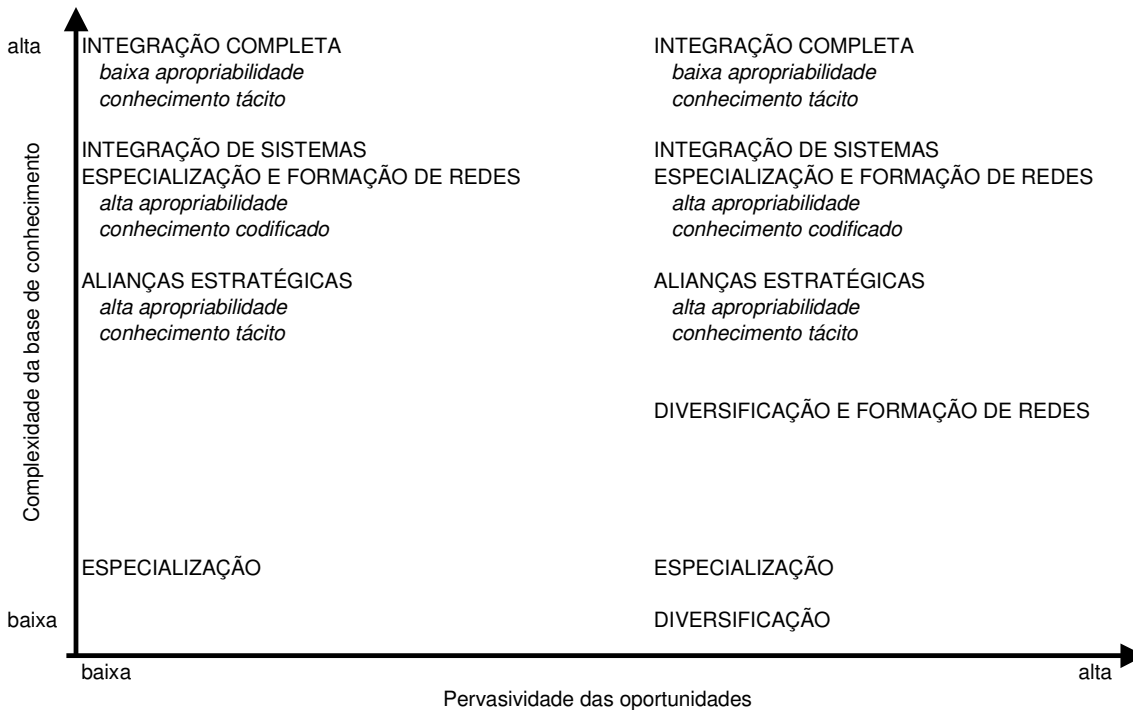 alta
INTEGRAÇÃO COMPLETA
baixa apropriabilidade
conhecimento tácito
INTEGRAÇÃO COMPLETA
baixa apropriabilidade
conhecimento tácito
INTEGRAÇÃO DE SISTEMAS
ESPECIALIZAÇÃO E FORMAÇÃO DE REDES
alta apropriabilidade
conhecimento codificado
INTEGRAÇÃO DE SISTEMAS
ESPECIALIZAÇÃO E FORMAÇÃO DE REDES
alta apropriabilidade
conhecimento codificado
ALIANÇAS ESTRATÉGICAS
alta apropriabilidade
conhecimento tácito
ALIANÇAS ESTRATÉGICAS
alta apropriabilidade
conhecimento tácito
DIVERSIFICAÇÃO E FORMAÇÃO DE REDES
Complexidade da base de conhecimento
ESPECIALIZAÇÃO
ESPECIALIZAÇÃO
baixa
DIVERSIFICAÇÃO
baixa
alta
Pervasividade das oportunidades